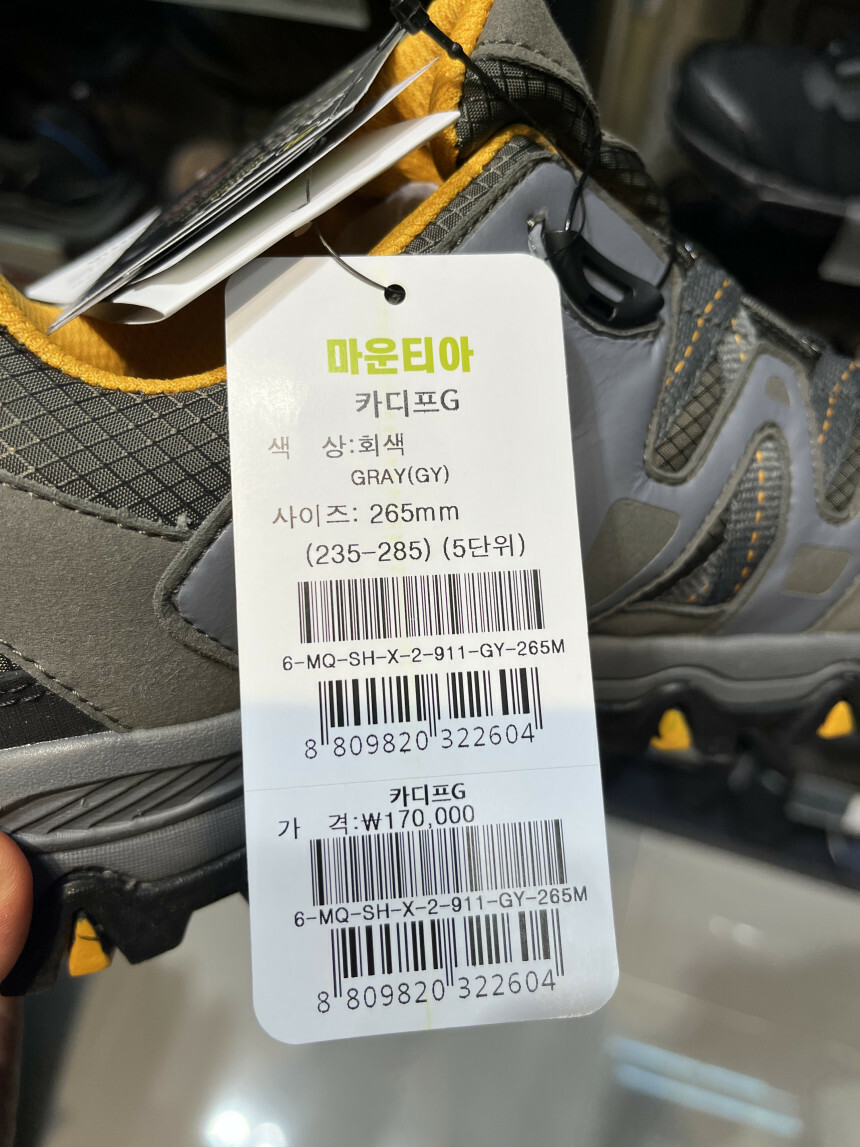 마운티아
카디프G
색 상:회색
GRAY(GY)
사이즈: 265mm
(235-285) (5단위)
6-MQ-SH-X-2-911-GY-265M
8 809820 322604
카디프G
가 격:₩170,000
6-MQ-SH-X-2-911-GY-265M
8 809820 322604